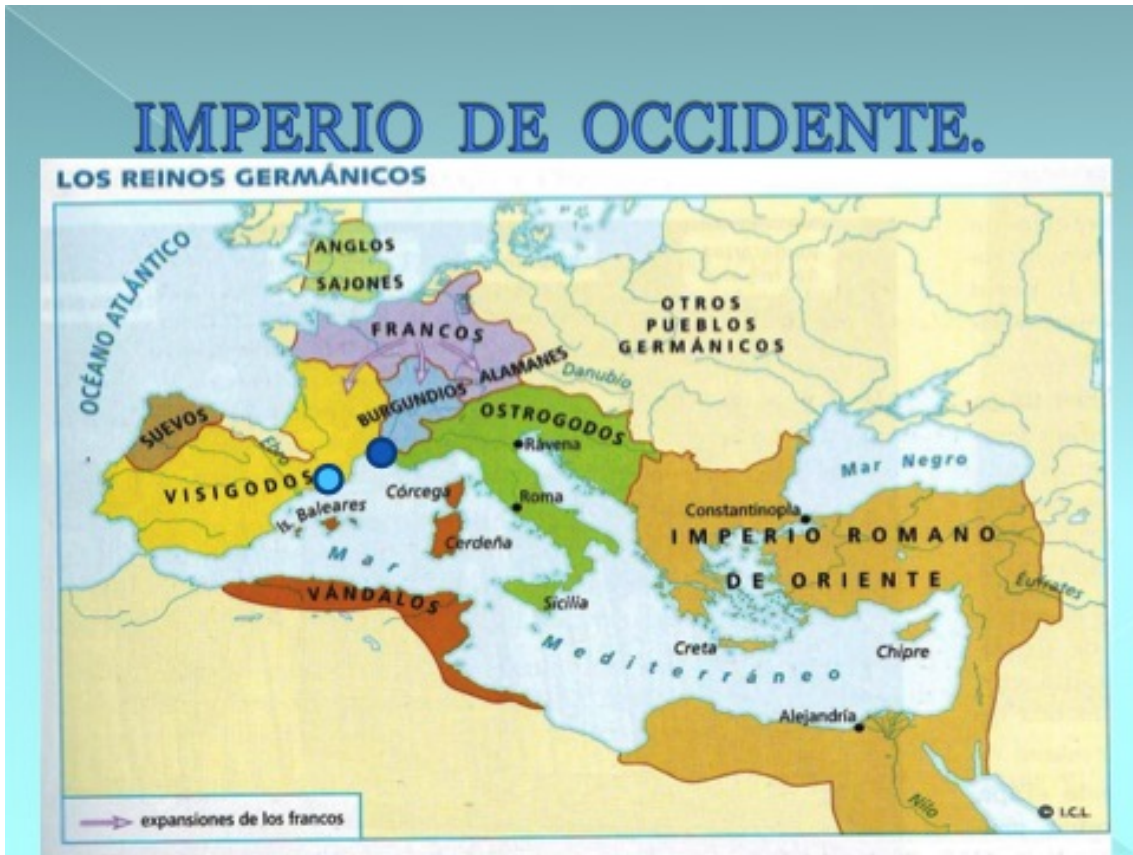 IMPERIO DE OCCIDENTE.
LOS REINOS GERMÁNICOS
OCÉANO ATLÁNTICO
ANGLOS
SAJONES
FRANCOS
OTROS
PUEBLOS
GERMÁNICOS
ALAMANES
BURGUNDIOS
Danubio
SUEVOS
OSTROGODOS
Ebro
Rávena
VISIGODOS
Mar Negro
Is. Baleares
Córcega
Roma
Constantinopla
IMPERIO ROMANO
DE ORIENTE
Mar
Cerdeña
Éufrates
VÁNDALOS
Sicilia
Mediterráneo
Creta
Chipre
Alejandría
Nilo
expansiones de los francos
© I.C.L.